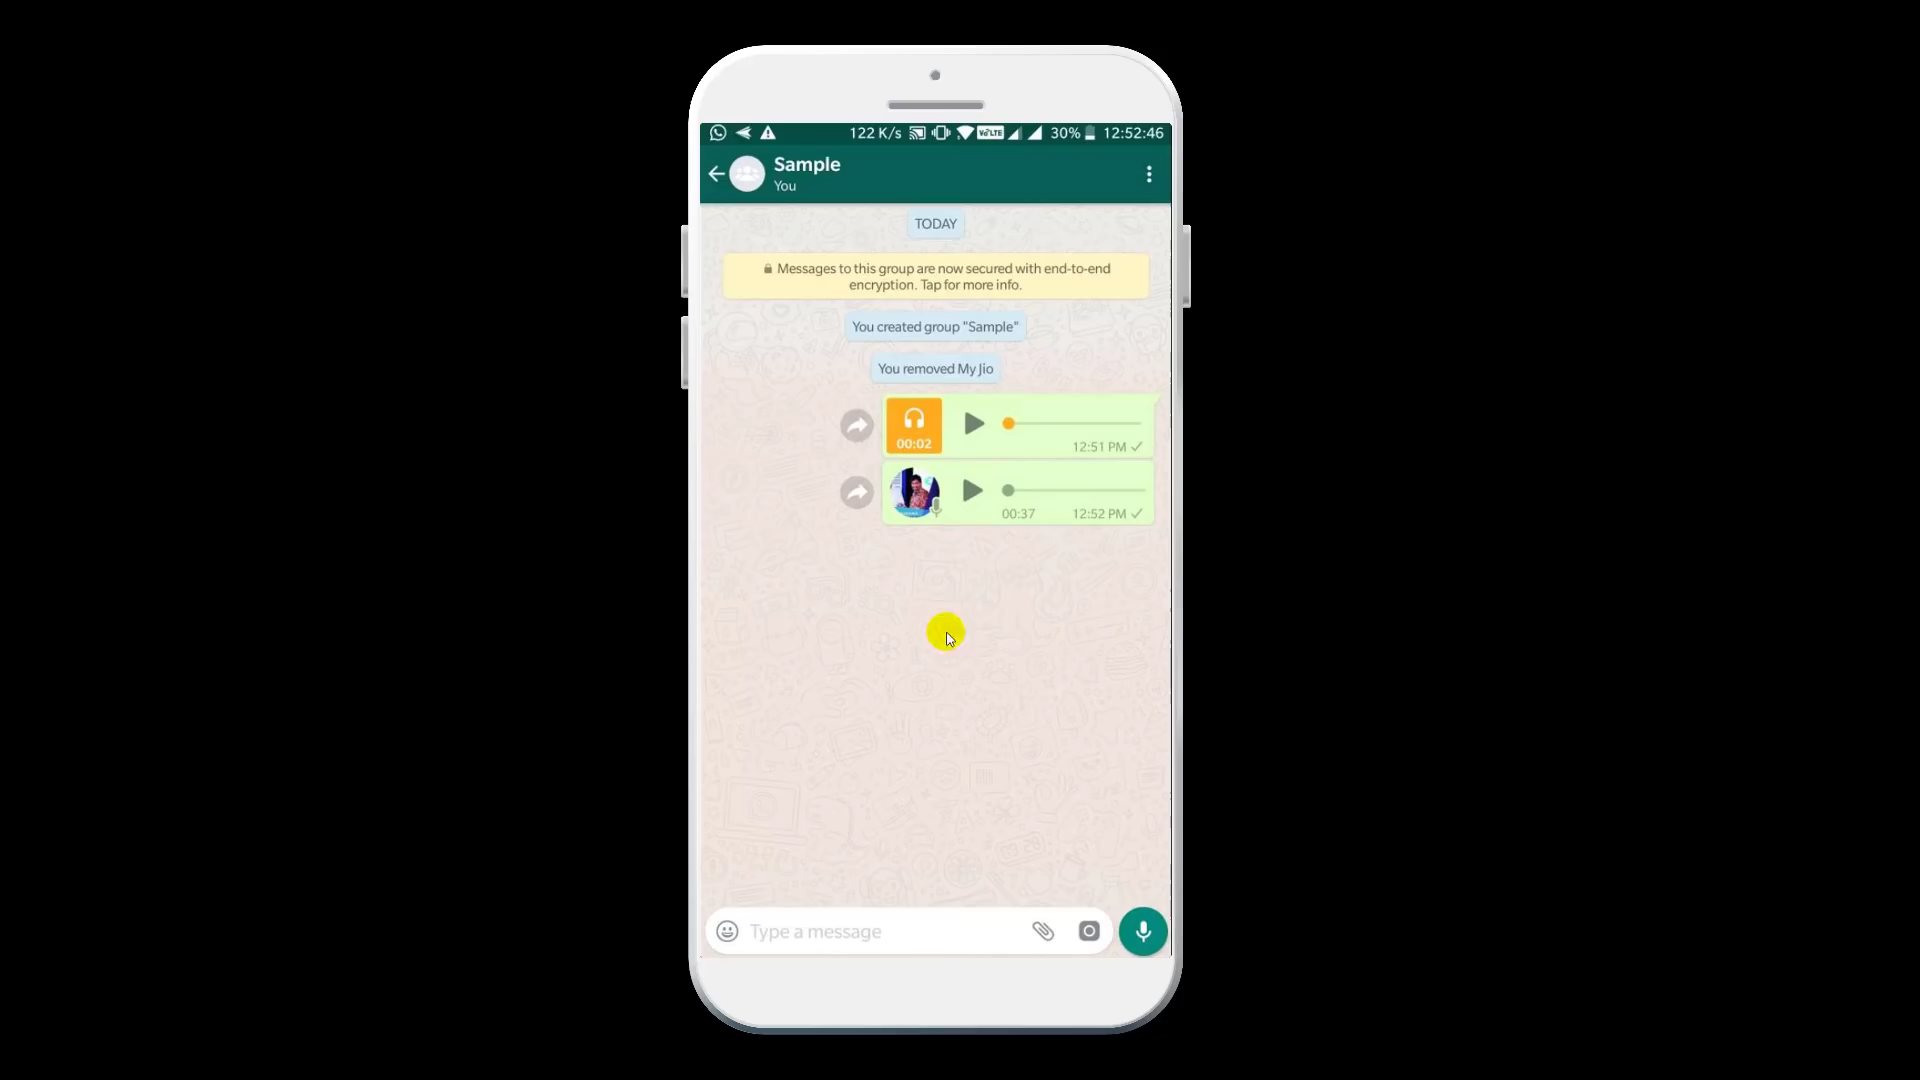 122 K/s VoLTE 30% 12:52:46
Sample
You
TODAY
Messages to this group are now secured with end-to-end
encryption. Tap for more info.
You created group "Sample"
You removed My Jio
00:02
12:51 PM
00:37 12:52 PM
Type a message